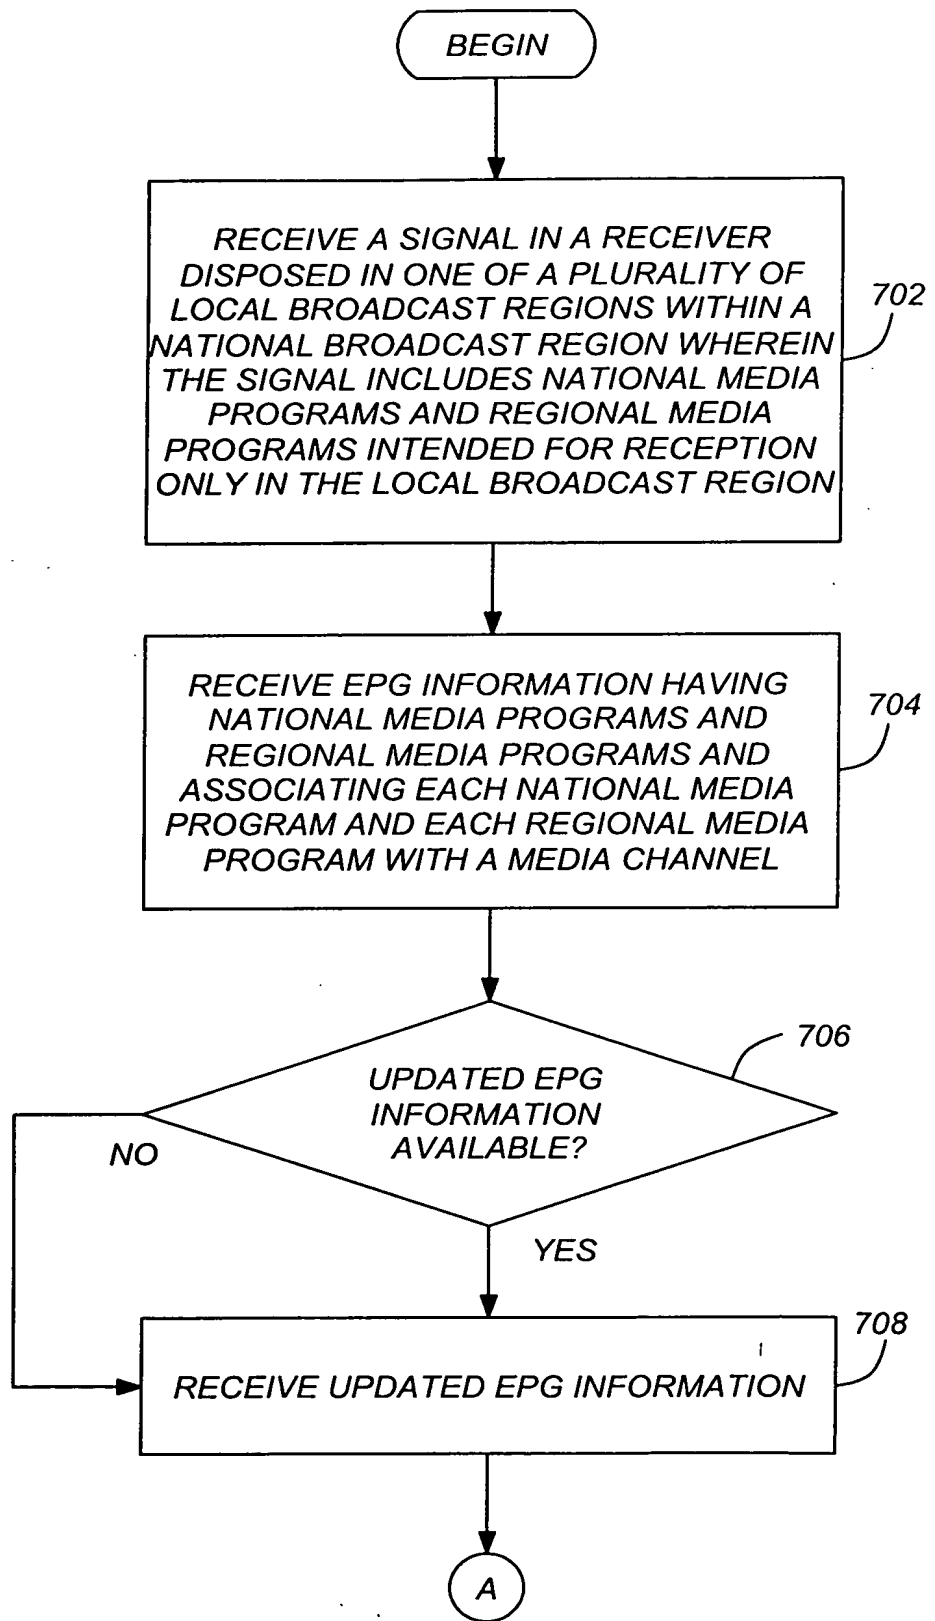 BEGIN
RECEIVE A SIGNAL IN A RECEIVER
DISPOSED IN ONE OF A PLURALITY OF
LOCAL BROADCAST REGIONS WITHIN A
NATIONAL BROADCAST REGION WHEREIN
THE SIGNAL INCLUDES NATIONAL MEDIA
PROGRAMS AND REGIONAL MEDIA
PROGRAMS INTENDED FOR RECEPTION
ONLY IN THE LOCAL BROADCAST REGION
702
RECEIVE EPG INFORMATION HAVING
NATIONAL MEDIA PROGRAMS AND
REGIONAL MEDIA PROGRAMS AND
ASSOCIATING EACH NATIONAL MEDIA
PROGRAM AND EACH REGIONAL MEDIA
PROGRAM WITH A MEDIA CHANNEL
704
UPDATED EPG
INFORMATION
AVAILABLE?
706
NO
YES
RECEIVE UPDATED EPG INFORMATION
708
A